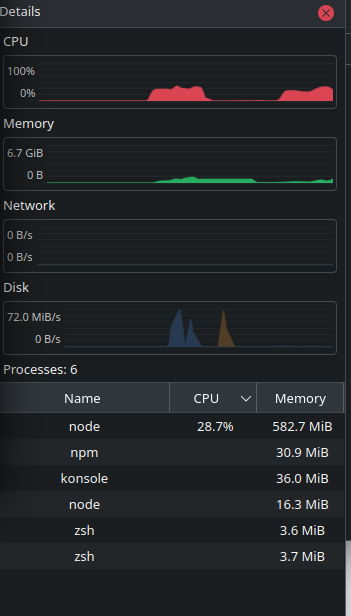 Details
CPU
100%
0%
Memory
6.7 GiB
0 B
Network
0 B/s
0 B/s
Disk
72.0 MiB/s
0 B/s
Processes: 6
Name CPU Memory
node 28.7% 582.7 MiB
npm 30.9 MiB
konsole 36.0 MiB
node 16.3 MiB
zsh 3.6 MiB
zsh 3.7 MiB